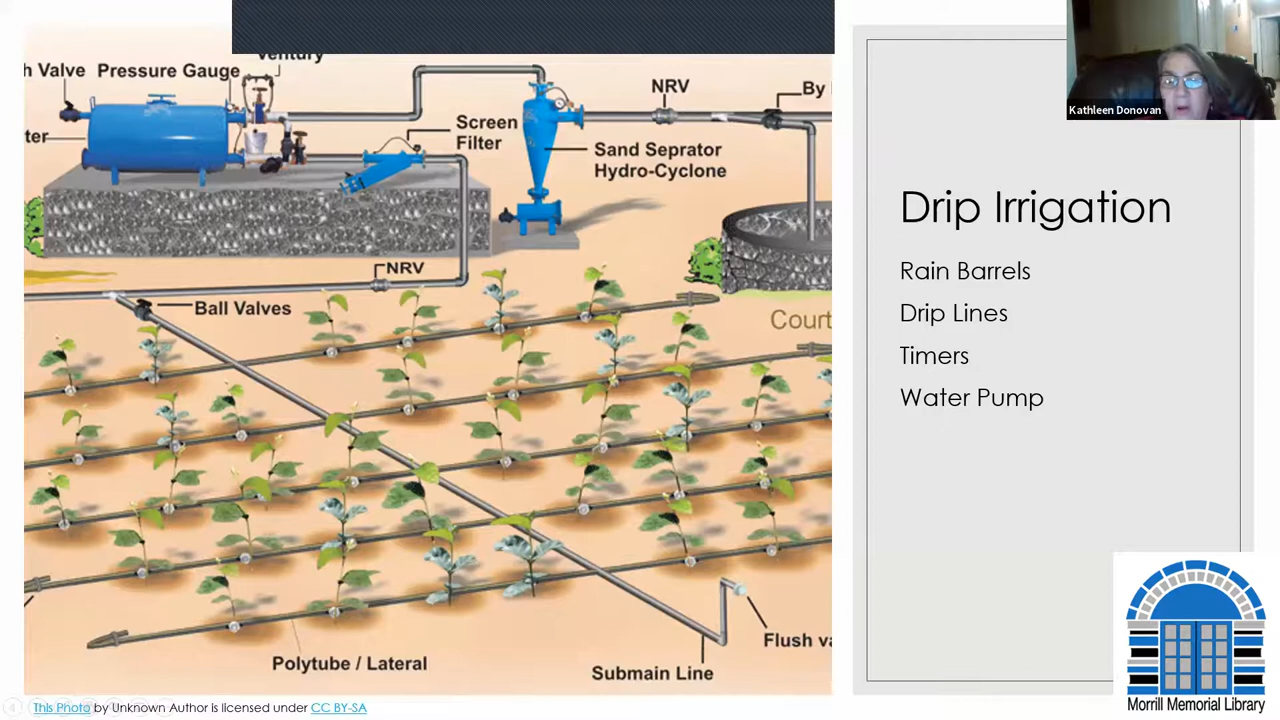 Ventury
h Valve
Pressure Gauge
NRV
By
ter
Screen
Filter
Sand Seprator
Hydro-Cyclone
NRV
Ball Valves
Court
Flush va
Polytube / Lateral
Submain Line
This Photo by Unknown Author is licensed under CC BY-SA
Kathleen Donovan
Drip Irrigation
Rain Barrels
Drip Lines
Timers
Water Pump
Morrill Memorial Library